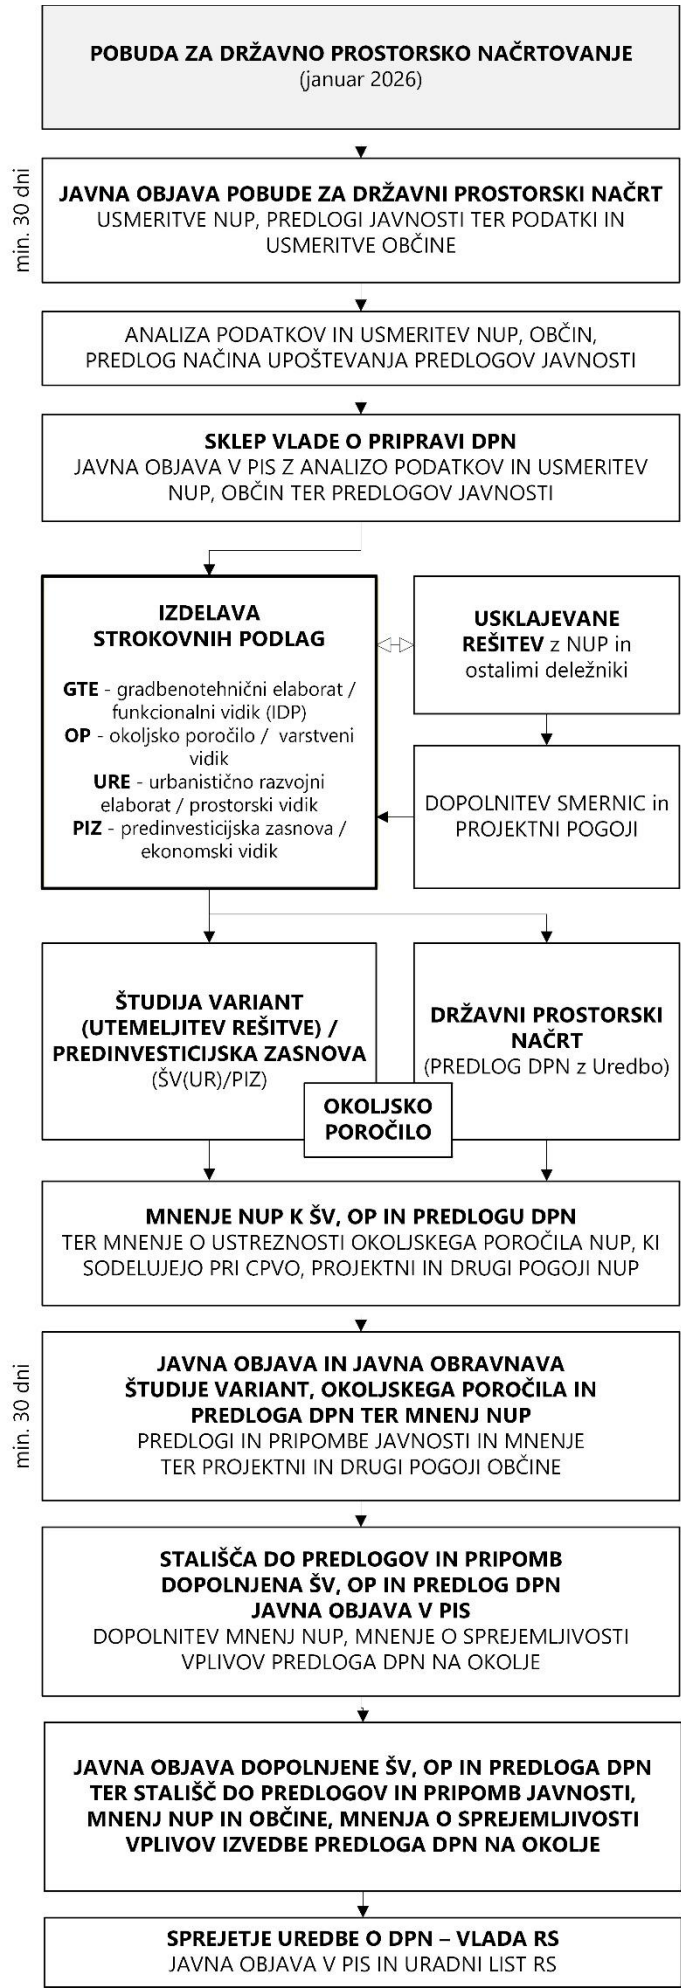 POBUDA ZA DRŽAVNO PROSTORSKO NAČRTOVANJE
(januar 2026)
min. 30 dni
JAVNA OBJAVA POBUDE ZA DRŽAVNI PROSTORSKI NAČRT
USMERITVE NUP, PREDLOGI JAVNOSTI TER PODATKI IN
USMERITVE OBČINE
ANALIZA PODATKOV IN USMERITEV NUP, OBČIN,
PREDLOG NAČINA UPOŠTEVANJA PREDLOGOV JAVNOSTI
SKLEP VLADE O PRIPRAVI DPN
JAVNA OBJAVA V PIS Z ANALIZO PODATKOV IN USMERITEV
NUP, OBČIN TER PREDLOGOV JAVNOSTI
IZDELAVA
STROKOVNIH PODLAG
GTE - gradbenotehnični elaborat /
funkcionalni vidik (IDP)
OP - okoljsko poročilo / varstveni
vidik
URE - urbanistično razvojni
elaborat / prostorski vidik
PIZ - predinvesticijska zasnova /
ekonomski vidik
USKLAJEVANE
REŠITEV z NUP in
ostalimi deležniki
DOPOLNITEV SMERNIC in
PROJEKTNI POGOJI
ŠTUDIJA VARIANT
(UTEMELJITEV REŠITVE) /
PREDINVESTICIJSKA ZASNOVA
(ŠV(UR)/PIZ)
DRŽAVNI PROSTORSKI
NAČRT
(PREDLOG DPN z Uredbo)
OKOLJSKO
POROČILO
MNENJE NUP K ŠV, OP IN PREDLOGU DPN
TER MNENJE O USTREZNOSTI OKOLJSKEGA POROČILA NUP, KI
SODELUJEJO PRI CPVO, PROJEKTNI IN DRUGI POGOJI NUP
min. 30 dni
JAVNA OBJAVA IN JAVNA OBRAVNAVA
ŠTUDIJE VARIANT, OKOLJSKEGA POROČILA IN
PREDLOGA DPN TER MNENJ NUP
PREDLOGI IN PRIPOMBE JAVNOSTI IN MNENJE
TER PROJEKTNI IN DRUGI POGOJI OBČINE
STALIŠČA DO PREDLOGOV IN PRIPOMB
DOPOLNJENA ŠV, OP IN PREDLOG DPN
JAVNA OBJAVA V PIS
DOPOLNITEV MNENJ NUP, MNENJE O SPREJEMLJIVOSTI
VPLIVOV PREDLOGA DPN NA OKOLJE
JAVNA OBJAVA DOPOLNJENE ŠV, OP IN PREDLOGA DPN
TER STALIŠČ DO PREDLOGOV IN PRIPOMB JAVNOSTI,
MNENJ NUP IN OBČINE, MNENJA O SPREJEMLJIVOSTI
VPLIVOV IZVEDBE PREDLOGA DPN NA OKOLJE
SPREJETJE UREDBE O DPN – VLADA RS
JAVNA OBJAVA V PIS IN URADNI LIST RS